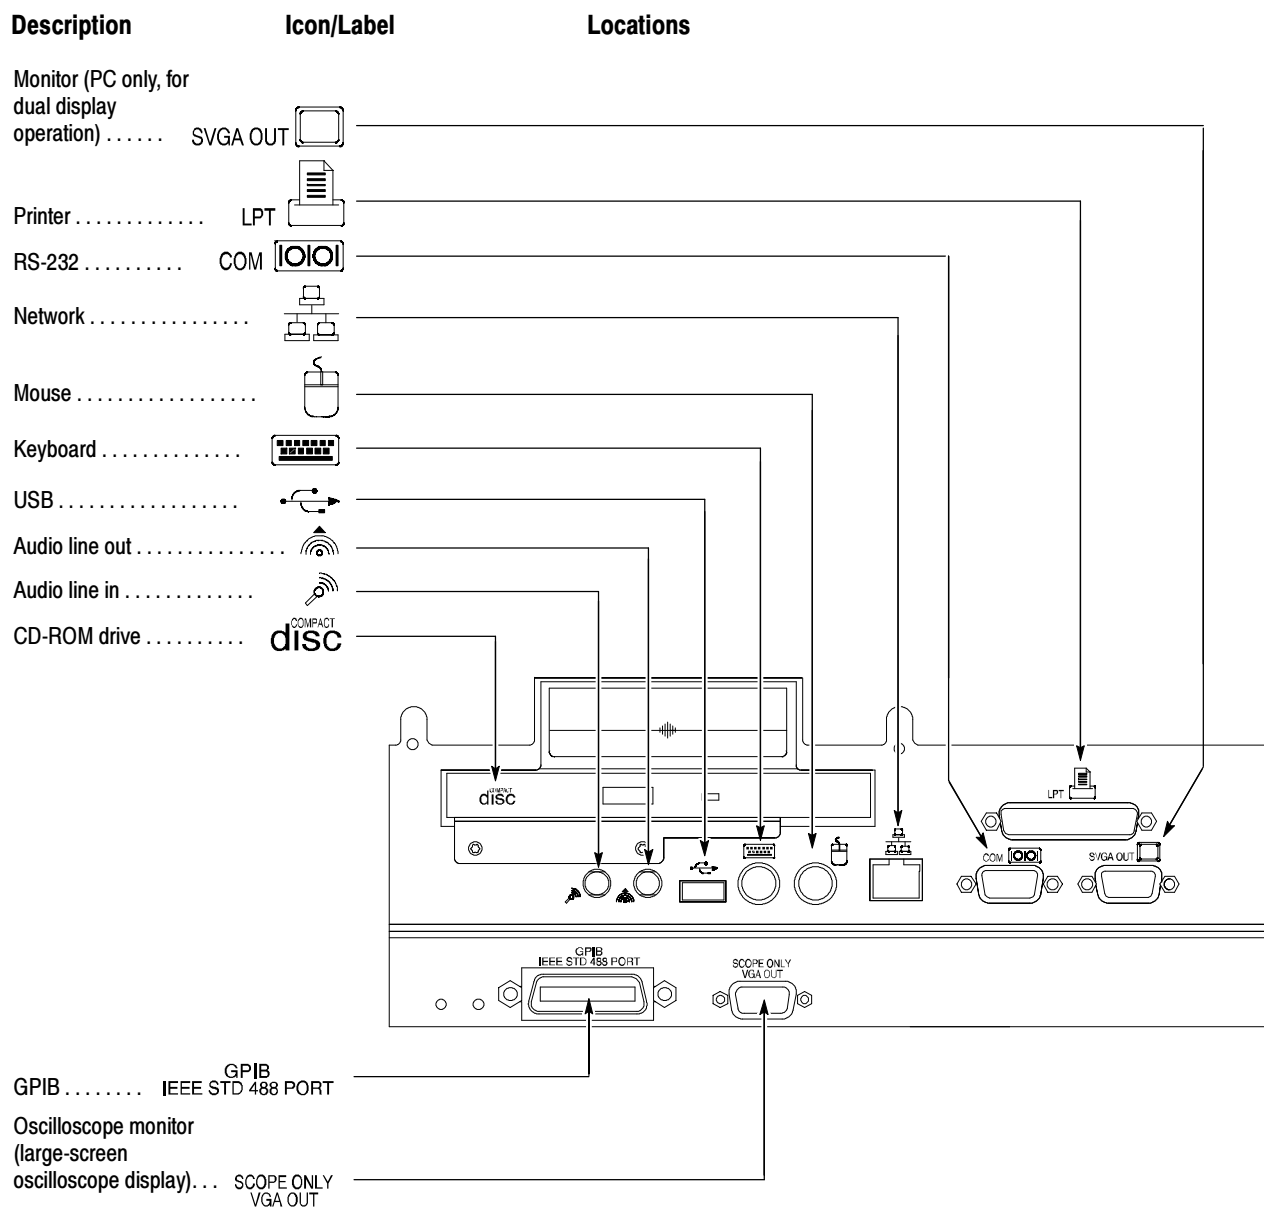 Description Icon/Label Locations
Monitor (PC only, for
dual display
operation) . . . . . . SVGA OUT
Printer . . . . . . . . . . . . . LPT
RS-232 . . . . . . . . . . COM
Network . . . . . . . . . . . . . . . .
Mouse . . . . . . . . . . . . . . . . . .
Keyboard . . . . . . . . . . . . . .
USB . . . . . . . . . . . . . . . . . .
Audio line out . . . . . . . . . . . . . . .
Audio line in . . . . . . . . . . . . .
CD-ROM drive . . . . . . . . . . COMPACT disc
COMPACT
disc
LPT
COM
SVGA OUT
GPIB
IEEE STD 488 PORT
SCOPE ONLY
VGA OUT
GPIB . . . . . . . . GPIB
IEEE STD 488 PORT
Oscilloscope monitor
(large-screen
oscilloscope display). . . SCOPE ONLY
VGA OUT